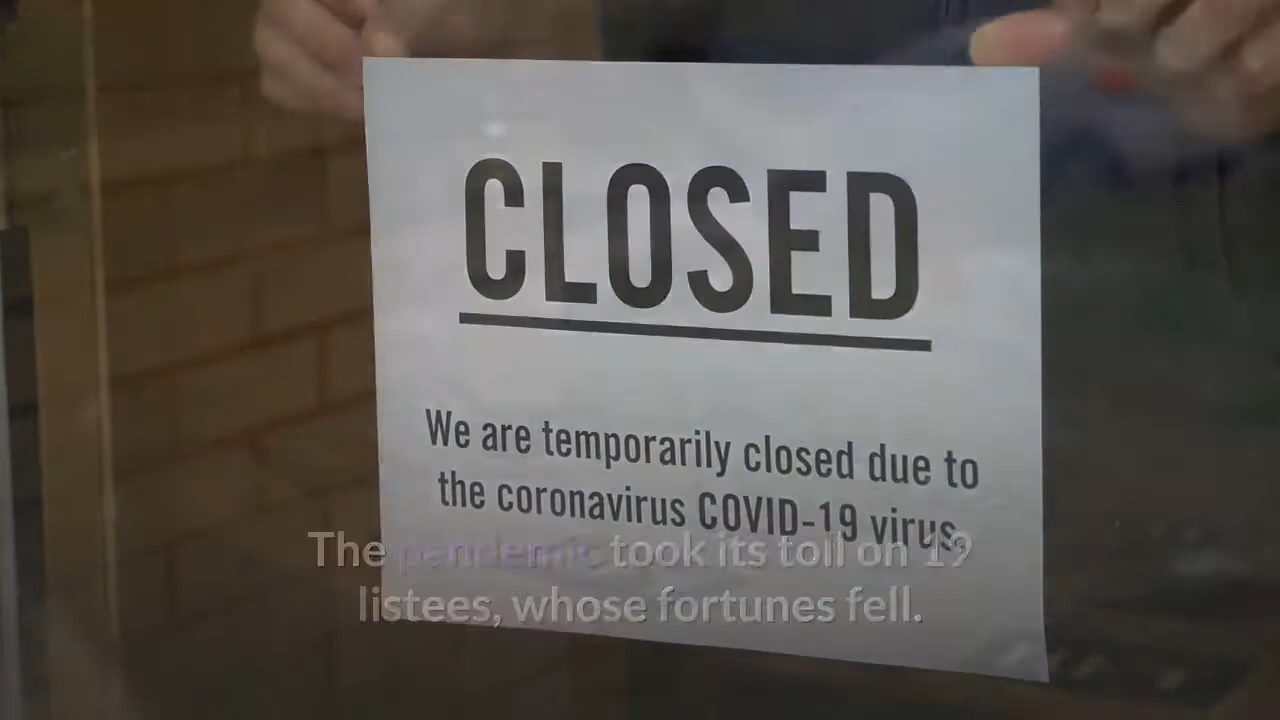 CLOSED
We are temporarily closed due to
the coronavirus COVID-19 virus.
The pandemic took its toll on 19
listees, whose fortunes fell.